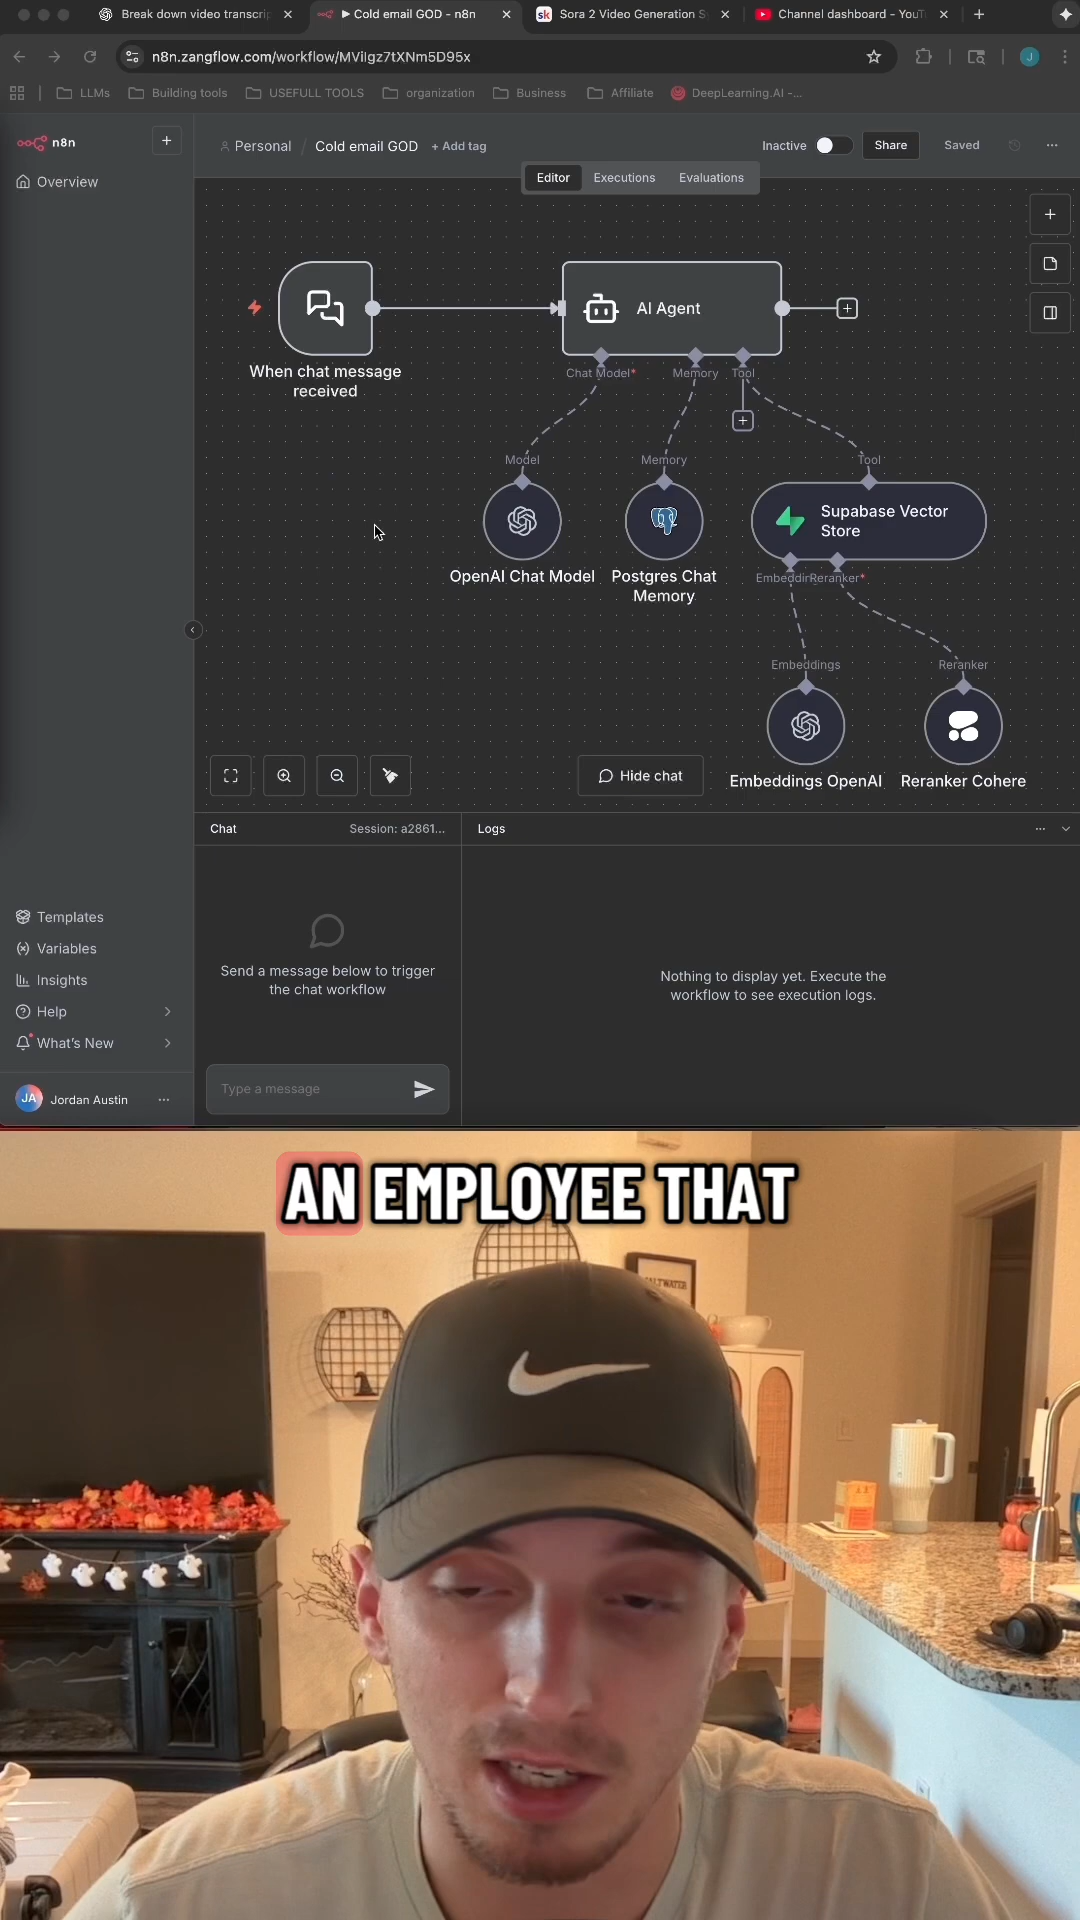 Break down video transcrip
▶ Cold email GOD - n8n
sk
Sora 2 Video Generation S
Channel dashboard - YouT
n8n.zangflow.com/workflow/MVilgz7tXNm5D95x
J
LLMs
Building tools
USEFULL TOOLS
organization
Business
Affiliate
DeepLearning.AI -...
n8n
Personal / Cold email GOD + Add tag
Inactive
Share
Saved
Overview
Editor
Executions
Evaluations
AI Agent
When chat message
received
Chat Model*
Memory
Tool
Model
Memory
Tool
Supabase Vector
Store
OpenAI Chat Model
Postgres Chat
Memory
Embeddin
Reranker*
Embeddings
Reranker
Hide chat
Embeddings OpenAI
Reranker Cohere
Chat
Session: a2861...
Logs
Send a message below to trigger
the chat workflow
Nothing to display yet. Execute the
workflow to see execution logs.
Templates
Variables
Insights
Help
What's New
Type a message
JA
Jordan Austin
AN EMPLOYEE THAT
SALTWATER